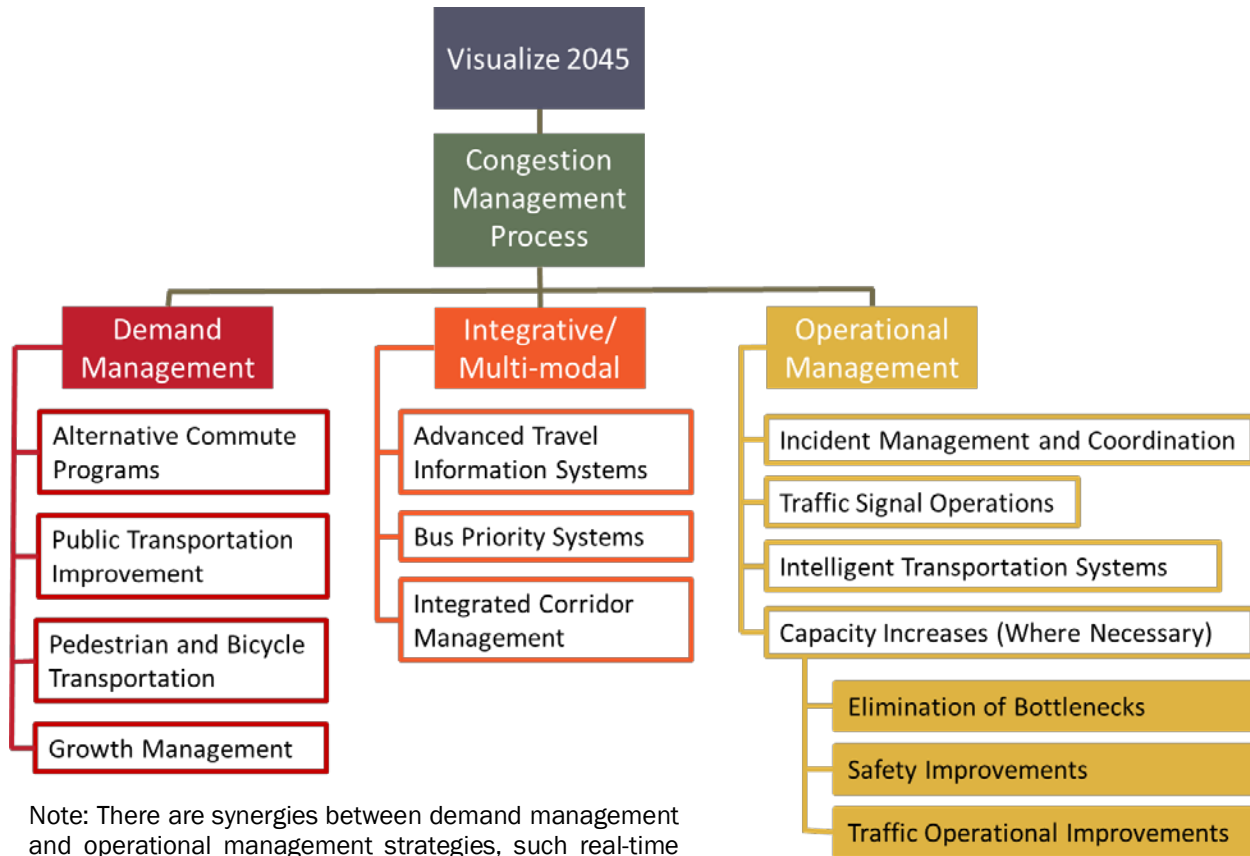 Visualize 2045
Congestion
Management
Process
Demand
Management
Alternative Commute
Programs
Public Transportation
Improvement
Pedestrian and Bicycle
Transportation
Growth Management
Integrative/
Multi-modal
Advanced Travel
Information Systems
Bus Priority Systems
Integrated Corridor
Management
Operational
Management
Incident Management and Coordination
Traffic Signal Operations
Intelligent Transportation Systems
Capacity Increases (Where Necessary)
Elimination of Bottlenecks
Safety Improvements
Traffic Operational Improvements
Note: There are synergies between demand management
and operational management strategies, such real-time